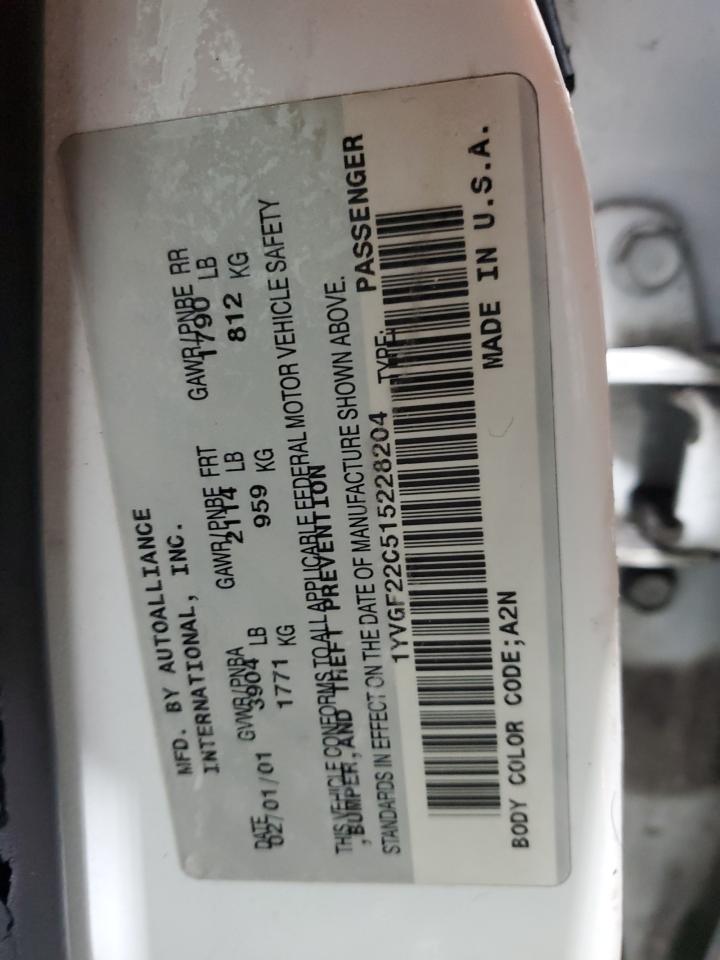 MFD. BY AUTOALLIANCE
INTERNATIONAL, INC.
DATE GVWR/PNBA GAWR/PNBE FRT GAWR/PNBE RR
02/01/01 3904 LB 2114 LB 1790 LB
1771 KG 959 KG 812 KG
THIS VEHICLE CONFORMS TO ALL APPLICABLE FEDERAL MOTOR VEHICLE SAFETY
,BUMPER,AND THEFT PREVENTION
STANDARDS IN EFFECT ON THE DATE OF MANUFACTURE SHOWN ABOVE.
1YVGF22C515228204 TYPE: PASSENGER
BODY COLOR CODE;A2N MADE IN U.S.A.